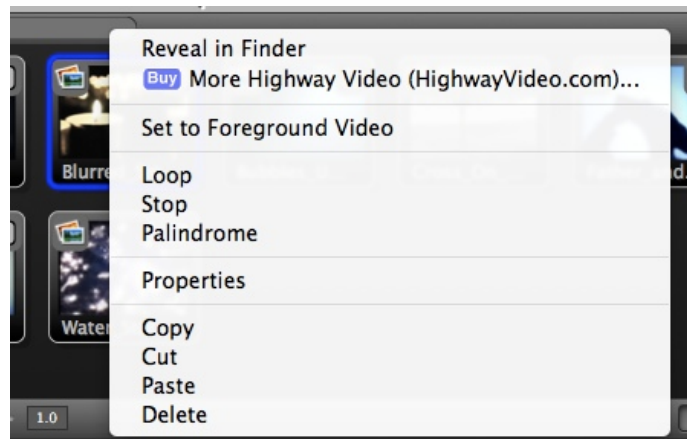 Reveal in Finder
Buy More Highway Video (HighwayVideo.com)...
Set to Foreground Video
Blurre
Loop
Stop
Palindrome
Properties
Water
Copy
Cut
Paste
Delete
1.0